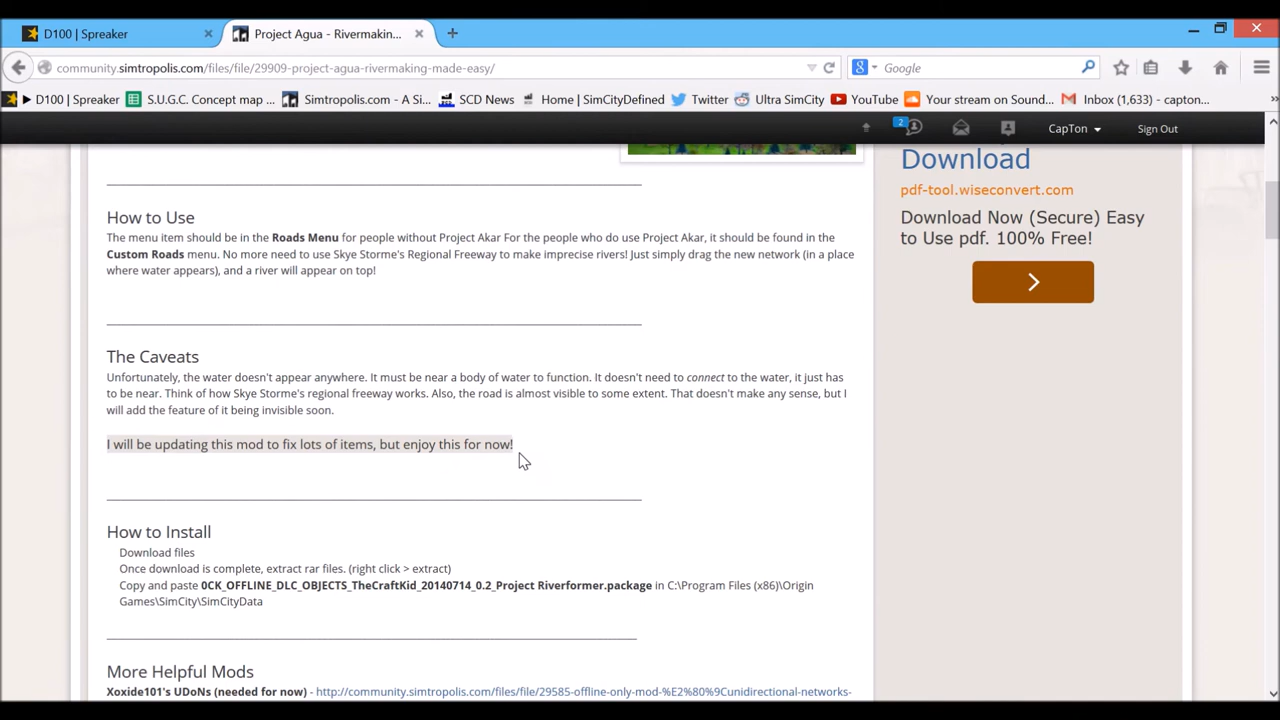 D100 | Spreaker
Project Agua - Rivermakin...
community.simtropolis.com/files/file/29909-project-agua-rivermaking-made-easy/
Google
D100 | Spreaker
S.U.G.C. Concept map ...
Simtropolis.com - A Si...
SCD News
Home | SimCityDefined
Twitter
Ultra SimCity
YouTube
Your stream on Sound...
Inbox (1,633) - capton...
2
CapTon
Sign Out
Download
pdf-tool.wiseconvert.com
Download Now (Secure) Easy
to Use pdf. 100% Free!
How to Use
The menu item should be in the Roads Menu for people without Project Akar For the people who do use Project Akar, it should be found in the
Custom Roads menu. No more need to use Skye Storme's Regional Freeway to make imprecise rivers! Just simply drag the new network (in a place
where water appears), and a river will appear on top!
The Caveats
Unfortunately, the water doesn't appear anywhere. It must be near a body of water to function. It doesn't need to connect to the water, it just has
to be near. Think of how Skye Storme's regional freeway works. Also, the road is almost visible to some extent. That doesn't make any sense, but I
will add the feature of it being invisible soon.
I will be updating this mod to fix lots of items, but enjoy this for now!
How to Install
Download files
Once download is complete, extract rar files. (right click > extract)
Copy and paste 0CK_OFFLINE_DLC_OBJECTS_TheCraftKid_20140714_0.2_Project Riverformer.package in C:\Program Files (x86)\Origin
Games\SimCity\SimCityData
More Helpful Mods
Xoxide101's UDoNs (needed for now) - http://community.simtropolis.com/files/file/29585-offline-only-mod-%E2%80%9Cunidirectional-networks-